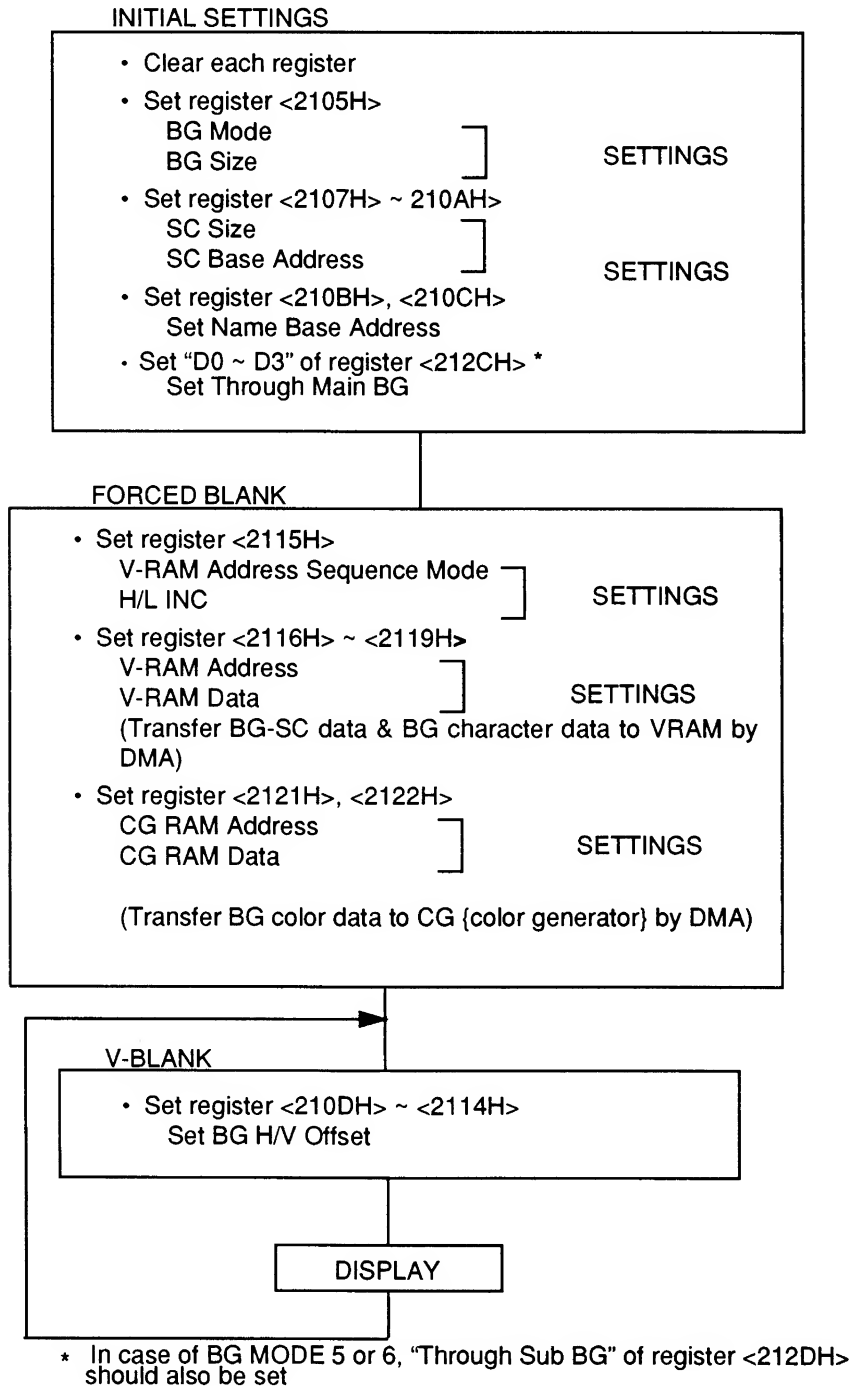 INITIAL SETTINGS
• Clear each register
• Set register <2105H>
BG Mode
BG Size
SETTINGS
• Set register <2107H> ~ 210AH>
SC Size
SC Base Address
SETTINGS
• Set register <210BH>, <210CH>
Set Name Base Address
• Set “D0 ~ D3” of register <212CH> *
Set Through Main BG
FORCED BLANK
• Set register <2115H>
V-RAM Address Sequence Mode
H/L INC
SETTINGS
• Set register <2116H> ~ <2119H>
V-RAM Address
V-RAM Data
SETTINGS
(Transfer BG-SC data & BG character data to VRAM by
DMA)
• Set register <2121H>, <2122H>
CG RAM Address
CG RAM Data
SETTINGS
(Transfer BG color data to CG {color generator} by DMA)
V-BLANK
• Set register <210DH> ~ <2114H>
Set BG H/V Offset
DISPLAY
* In case of BG MODE 5 or 6, “Through Sub BG” of register <212DH>
should also be set